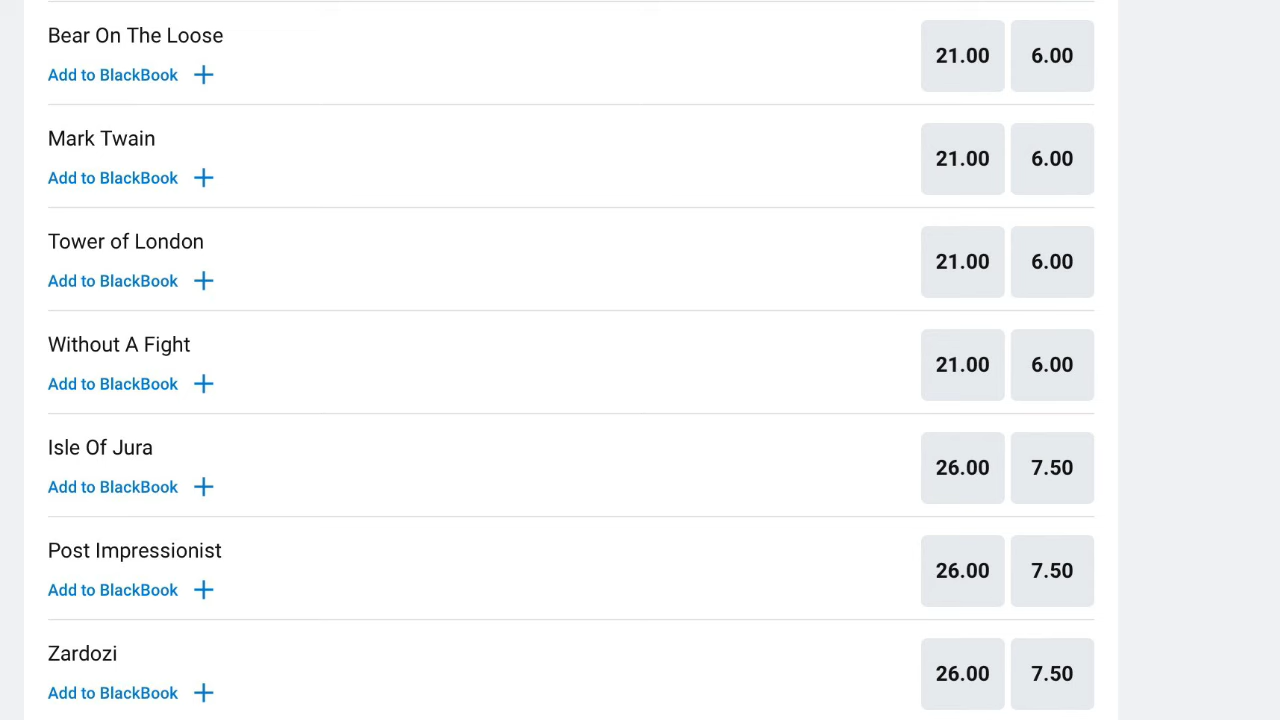 Bear On The Loose
Add to BlackBook
21.00 6.00
Mark Twain
Add to BlackBook
21.00 6.00
Tower of London
Add to BlackBook
21.00 6.00
Without A Fight
Add to BlackBook
21.00 6.00
Isle Of Jura
Add to BlackBook
26.00 7.50
Post Impressionist
Add to BlackBook
26.00 7.50
Zardozi
Add to BlackBook
26.00 7.50